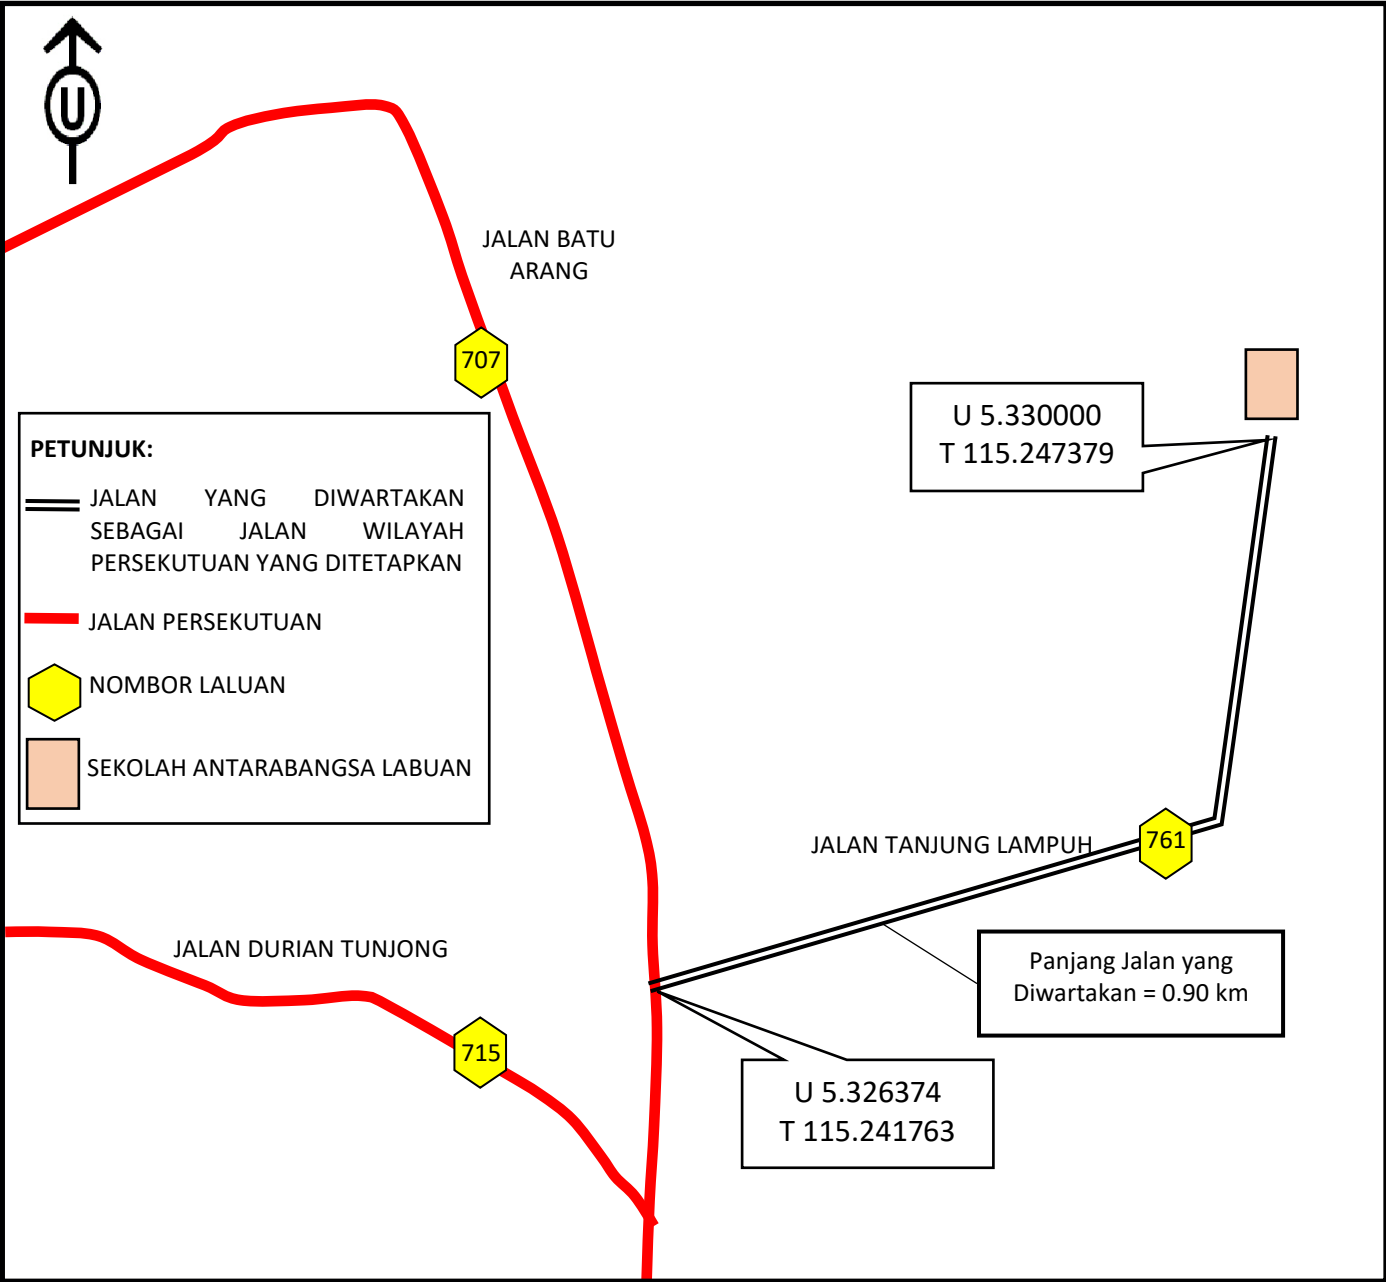 U
JALAN BATU
ARANG
707
U 5.330000
T 115.247379
PETUNJUK:
JALAN YANG DIWARTAKAN
SEBAGAI JALAN WILAYAH
PERSEKUTUAN YANG DITETAPKAN
JALAN PERSEKUTUAN
NOMBOR LALUAN
SEKOLAH ANTARABANGSA LABUAN
JALAN TANJUNG LAMPUH
761
JALAN DURIAN TUNJONG
Panjang Jalan yang
Diwartakan = 0.90 km
715
U 5.326374
T 115.241763